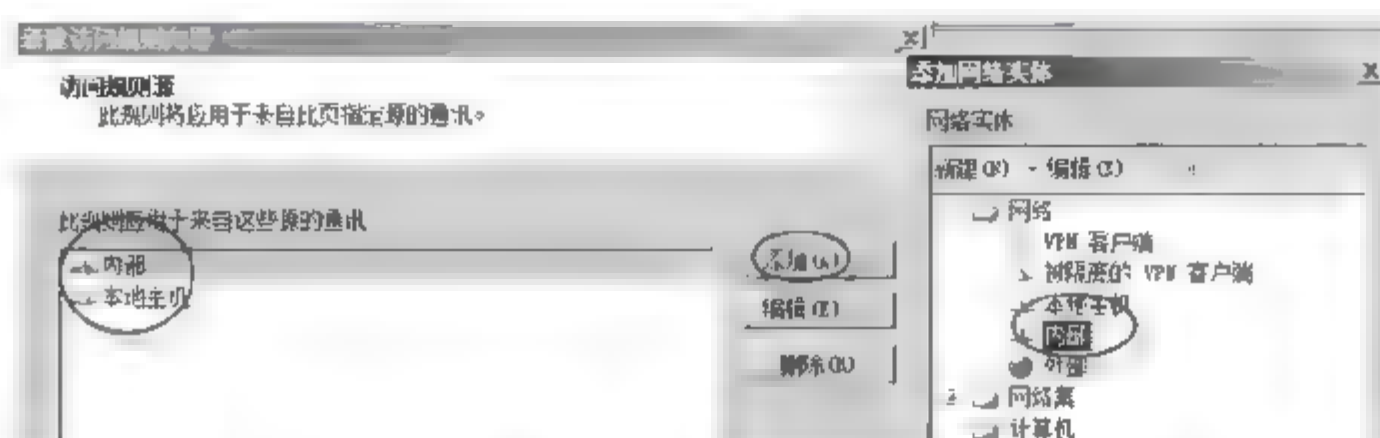 新建访问规则向导
访问规则源
此规则将应用于来自此页指定源的通讯。
此规则应用于来自这些源的通讯
内部
本地主机
添加(A)
编辑(E)
删除(R)
添加网络实体
网络实体
新建(N) 编辑(E)
网络
VPN 客户端
被隔离的 VPN 客户端
本地主机
内部
外部
网络集
计算机